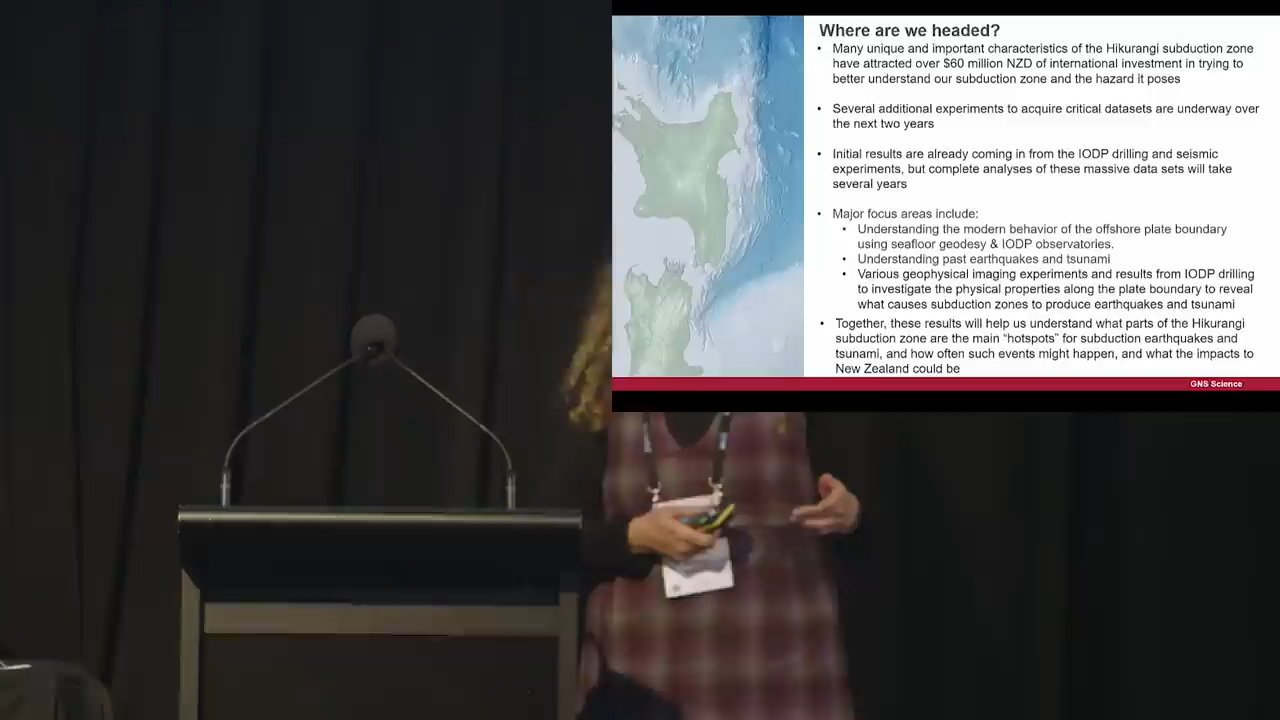 Where are we headed?
• Many unique and important characteristics of the Hikurangi subduction zone
have attracted over $60 million NZD of international investment in trying to
better understand our subduction zone and the hazard it poses
• Several additional experiments to acquire critical datasets are underway over
the next two years
• Initial results are already coming in from the IODP drilling and seismic
experiments, but complete analyses of these massive data sets will take
several years
• Major focus areas include:
• Understanding the modern behavior of the offshore plate boundary
using seafloor geodesy & IODP observatories.
• Understanding past earthquakes and tsunami
• Various geophysical imaging experiments and results from IODP drilling
to investigate the physical properties along the plate boundary to reveal
what causes subduction zones to produce earthquakes and tsunami
• Together, these results will help us understand what parts of the Hikurangi
subduction zone are the main “hotspots” for subduction earthquakes and
tsunami, and how often such events might happen, and what the impacts to
New Zealand could be
GNS Science